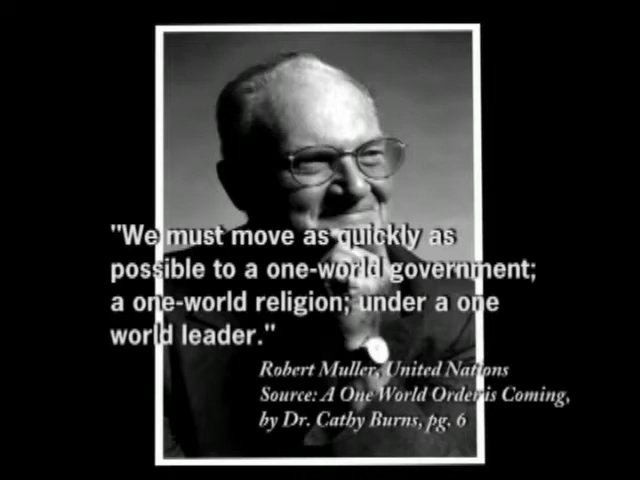 "We must move as quickly as
possible to a one-world government;
a one-world religion; under a one
world leader."
Robert Muller, United Nations
Source: A One World Order is Coming,
by Dr. Cathy Burns, pg. 6